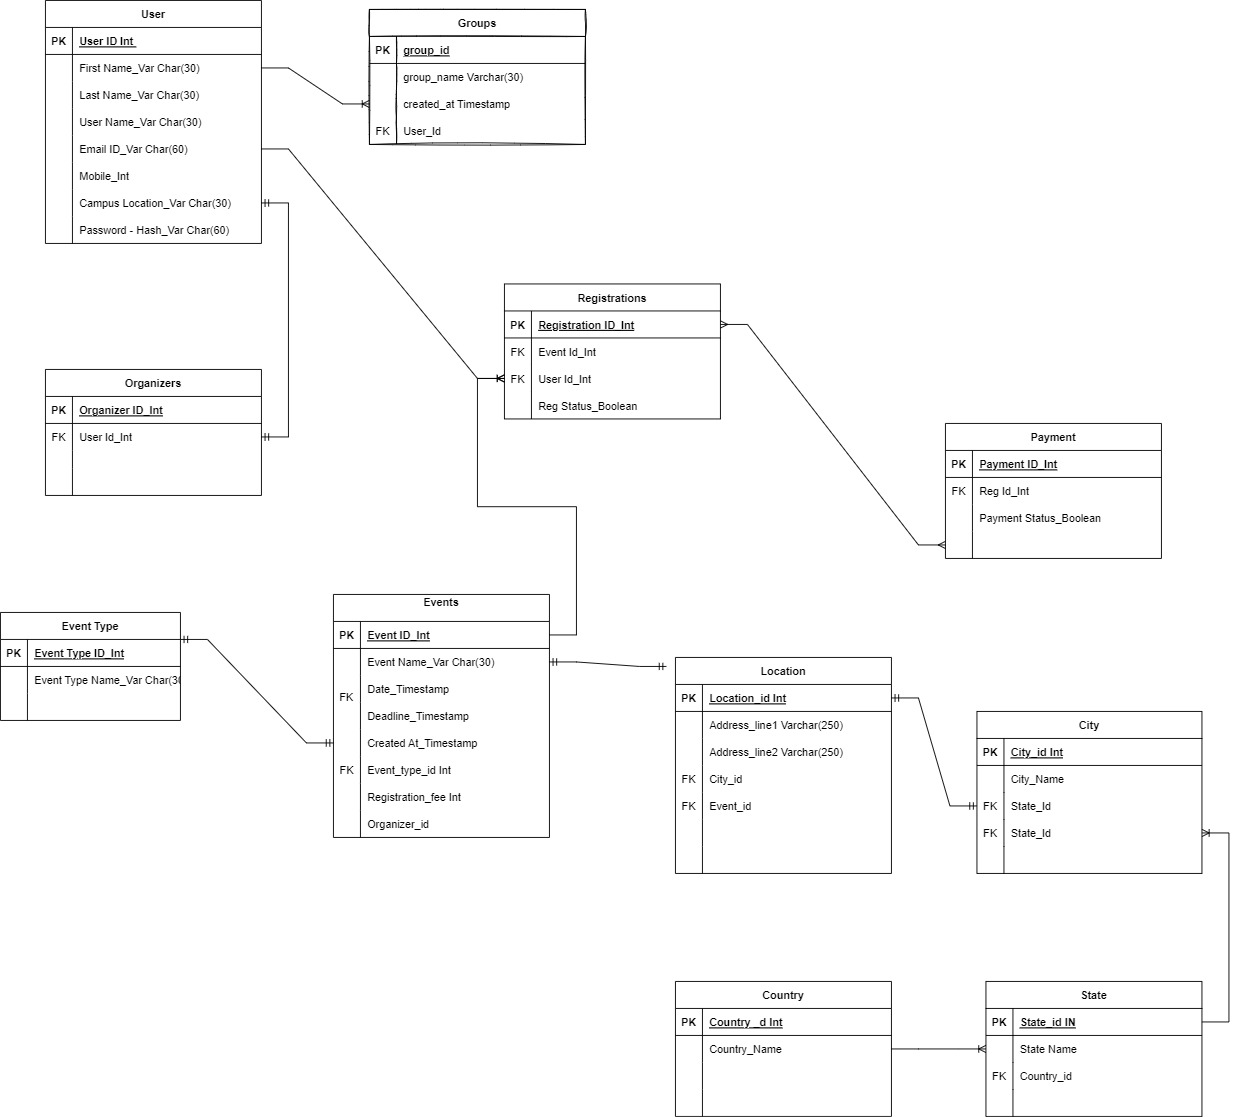 User
PK User ID Int
First Name_Var Char(30)
Last Name_Var Char(30)
User Name_Var Char(30)
Email ID_Var Char(60)
Mobile_Int
Campus Location_Var Char(30)
Password - Hash_Var Char(60)
Groups
PK group_id
group_name Varchar(30)
created_at Timestamp
FK User_Id
Registrations
PK Registration ID_Int
FK Event Id_Int
FK User Id_Int
Reg Status_Boolean
Organizers
PK Organizer ID_Int
FK User Id_Int
Payment
PK Payment ID_Int
FK Reg Id_Int
Payment Status_Boolean
Event Type
PK Event Type ID_Int
Event Type Name_Var Char(30
Events
PK Event ID_Int
Event Name_Var Char(30)
FK Date_Timestamp
Deadline_Timestamp
Created At_Timestamp
FK Event_type_id Int
Registration_fee Int
Organizer_id
Location
PK Location_id Int
Address_line1 Varchar(250)
Address_line2 Varchar(250)
FK City_id
FK Event_id
City
PK City_id Int
City_Name
FK State_Id
FK State_Id
Country
PK Country _d Int
Country_Name
State
PK State_id IN
State Name
FK Country_id